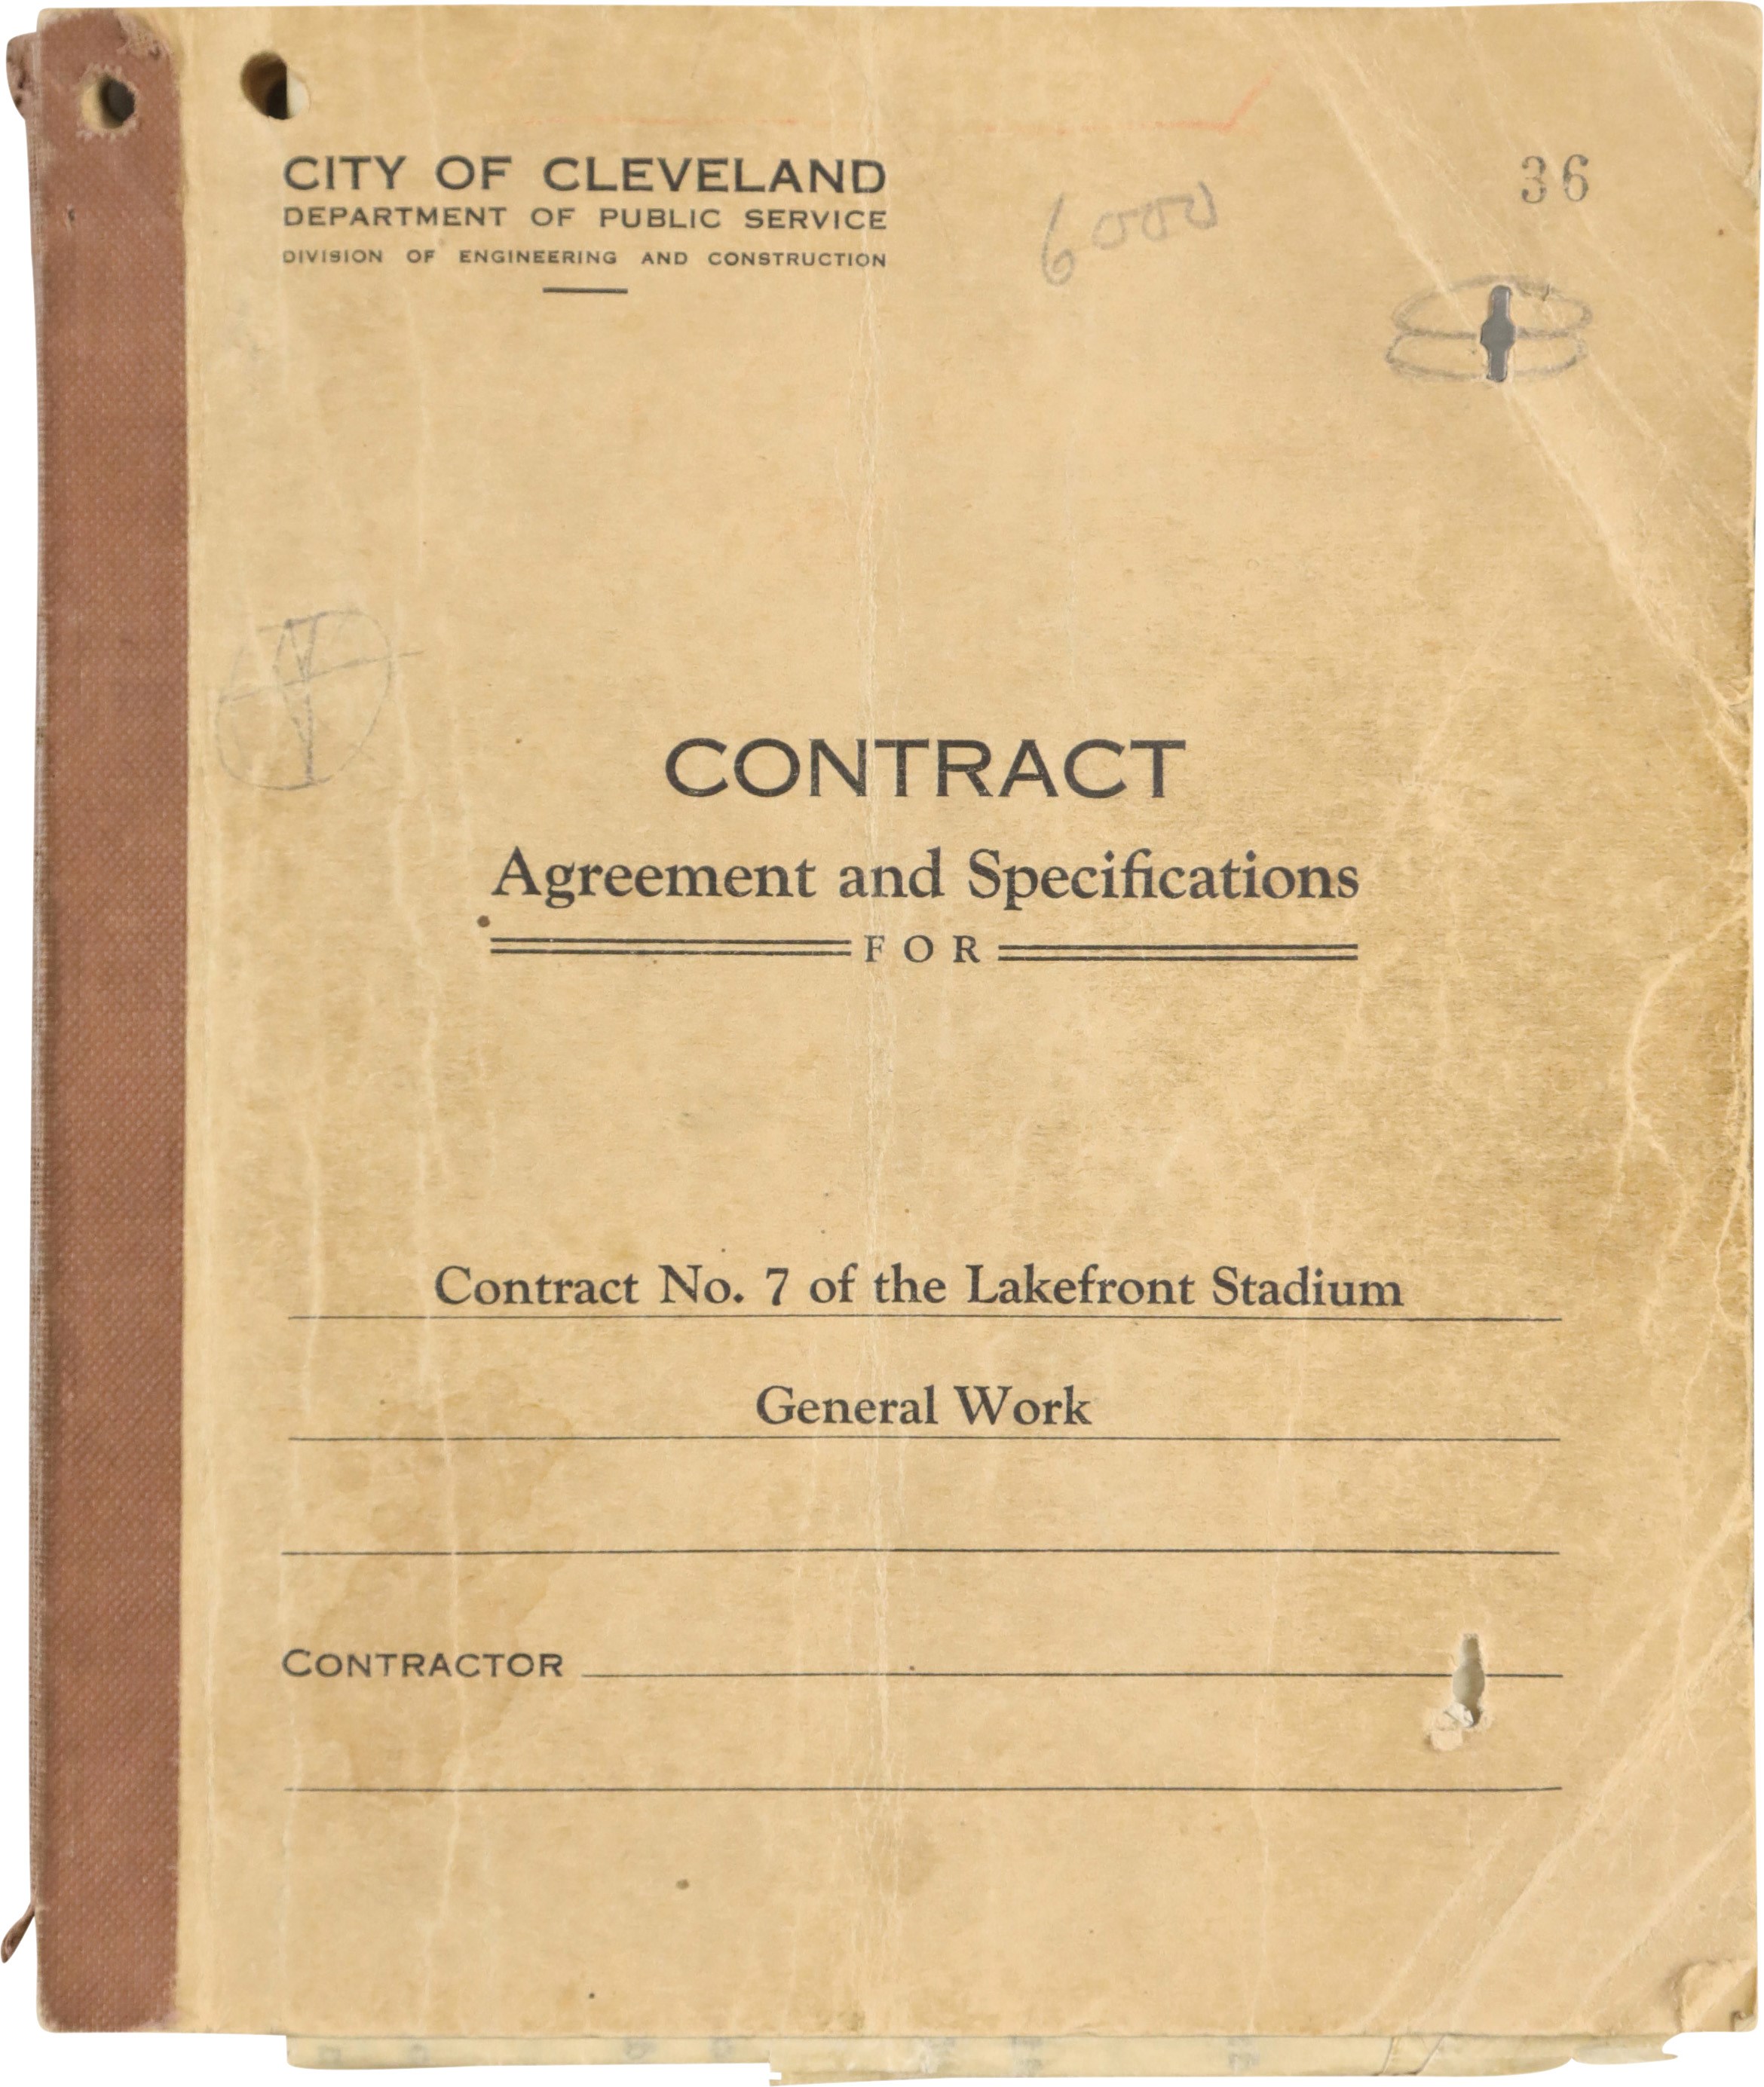 CITY OF CLEVELAND
DEPARTMENT OF PUBLIC SERVICE
DIVISION OF ENGINEERING AND CONSTRUCTION
6000
36
CONTRACT
Agreement and Specifications
FOR
Contract No. 7 of the Lakefront Stadium
General Work
CONTRACTOR